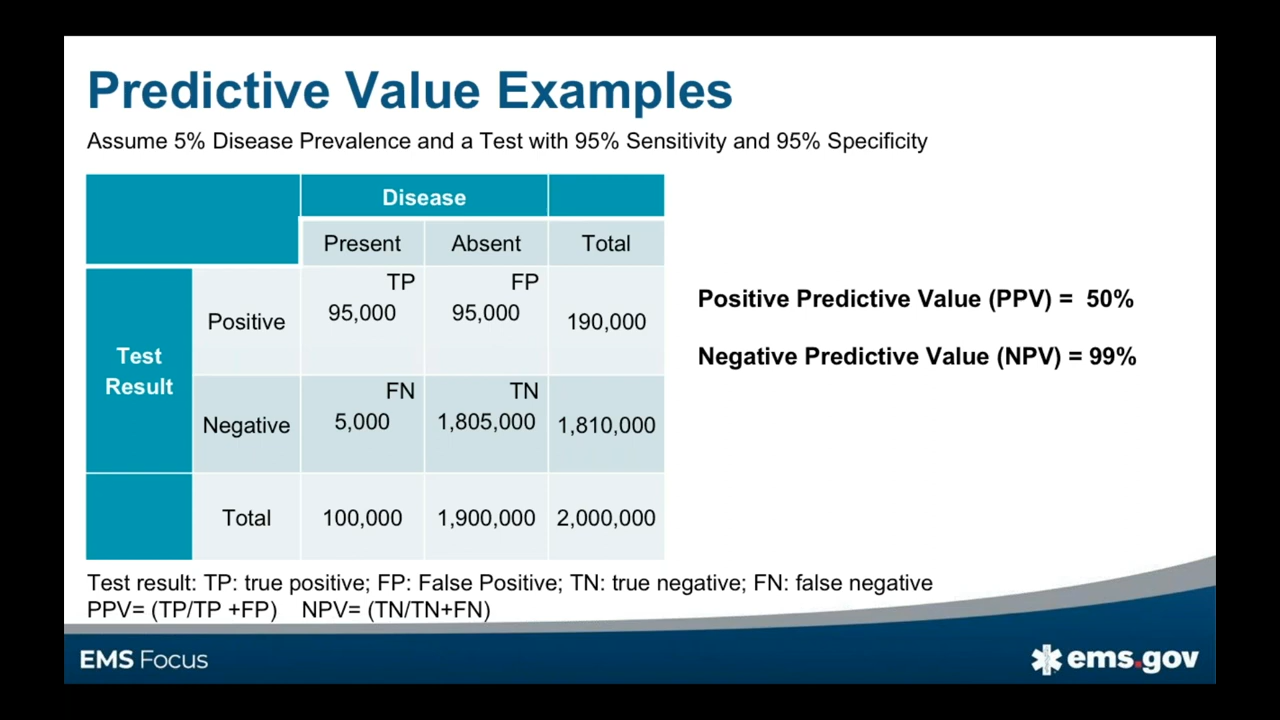 Predictive Value Examples
Assume 5% Disease Prevalence and a Test with 95% Sensitivity and 95% Specificity
Disease
Present Absent Total
TP FP
Positive 95,000 95,000 190,000
Test Result
FN TN
Negative 5,000 1,805,000 1,810,000
Total 100,000 1,900,000 2,000,000
Positive Predictive Value (PPV) = 50%
Negative Predictive Value (NPV) = 99%
Test result: TP: true positive; FP: False Positive; TN: true negative; FN: false negative
PPV= (TP/TP +FP) NPV= (TN/TN+FN)
EMS Focus
ems.gov